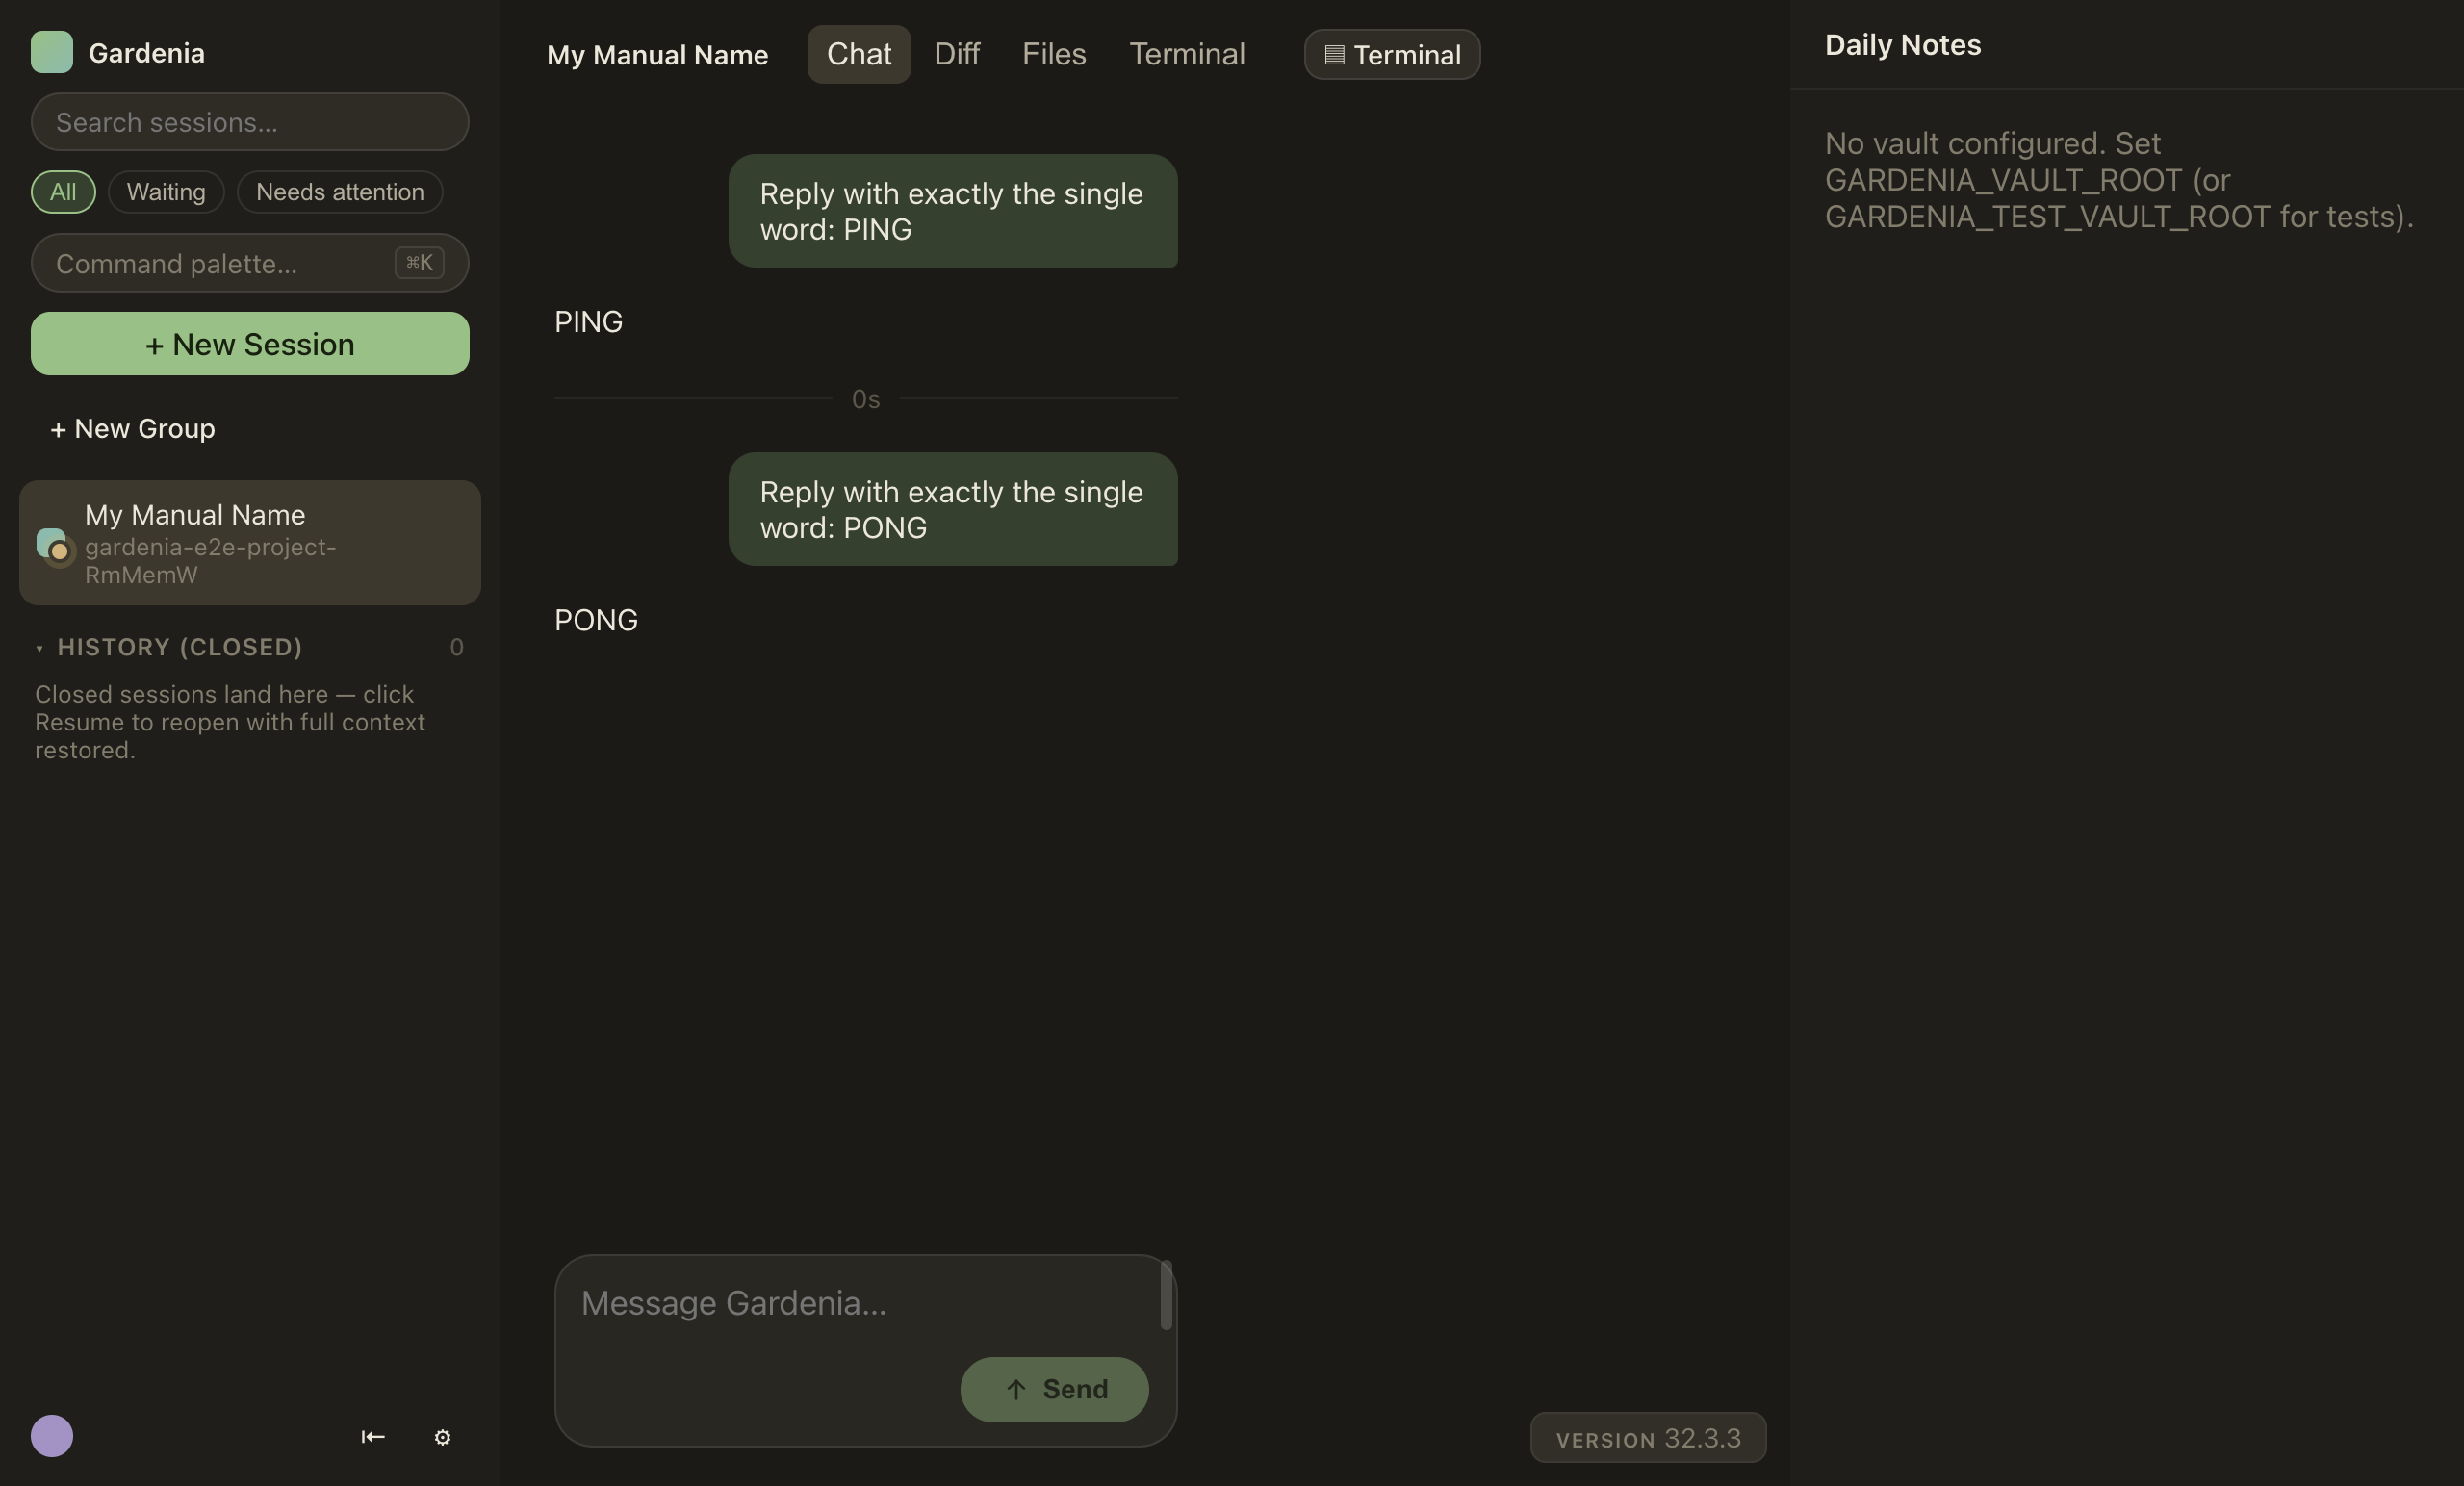 Gardenia
Search sessions...
All
Waiting
Needs attention
Command palette...
⌘K
+ New Session
+ New Group
My Manual Name
gardenia-e2e-project-
RmMemW
▾ HISTORY (CLOSED) 0
Closed sessions land here — click
Resume to reopen with full context
restored.
My Manual Name
Chat
Diff
Files
Terminal
▤ Terminal
Reply with exactly the single
word: PING
PING
0s
Reply with exactly the single
word: PONG
PONG
Message Gardenia...
↑ Send
VERSION 32.3.3
Daily Notes
No vault configured. Set
GARDENIA_VAULT_ROOT (or
GARDENIA_TEST_VAULT_ROOT for tests).